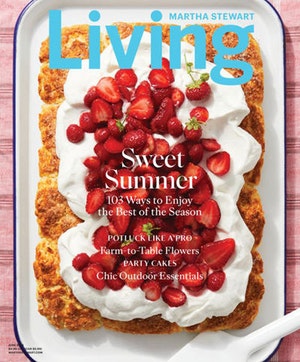 MARTHA STEWART
Living
Sweet
Summer
103 Ways to Enjoy
the Best of the Season
POTLUCK LIKE A PRO
Farm-to-Table Flowers
PARTY CAKES
Chic Outdoor Essentials